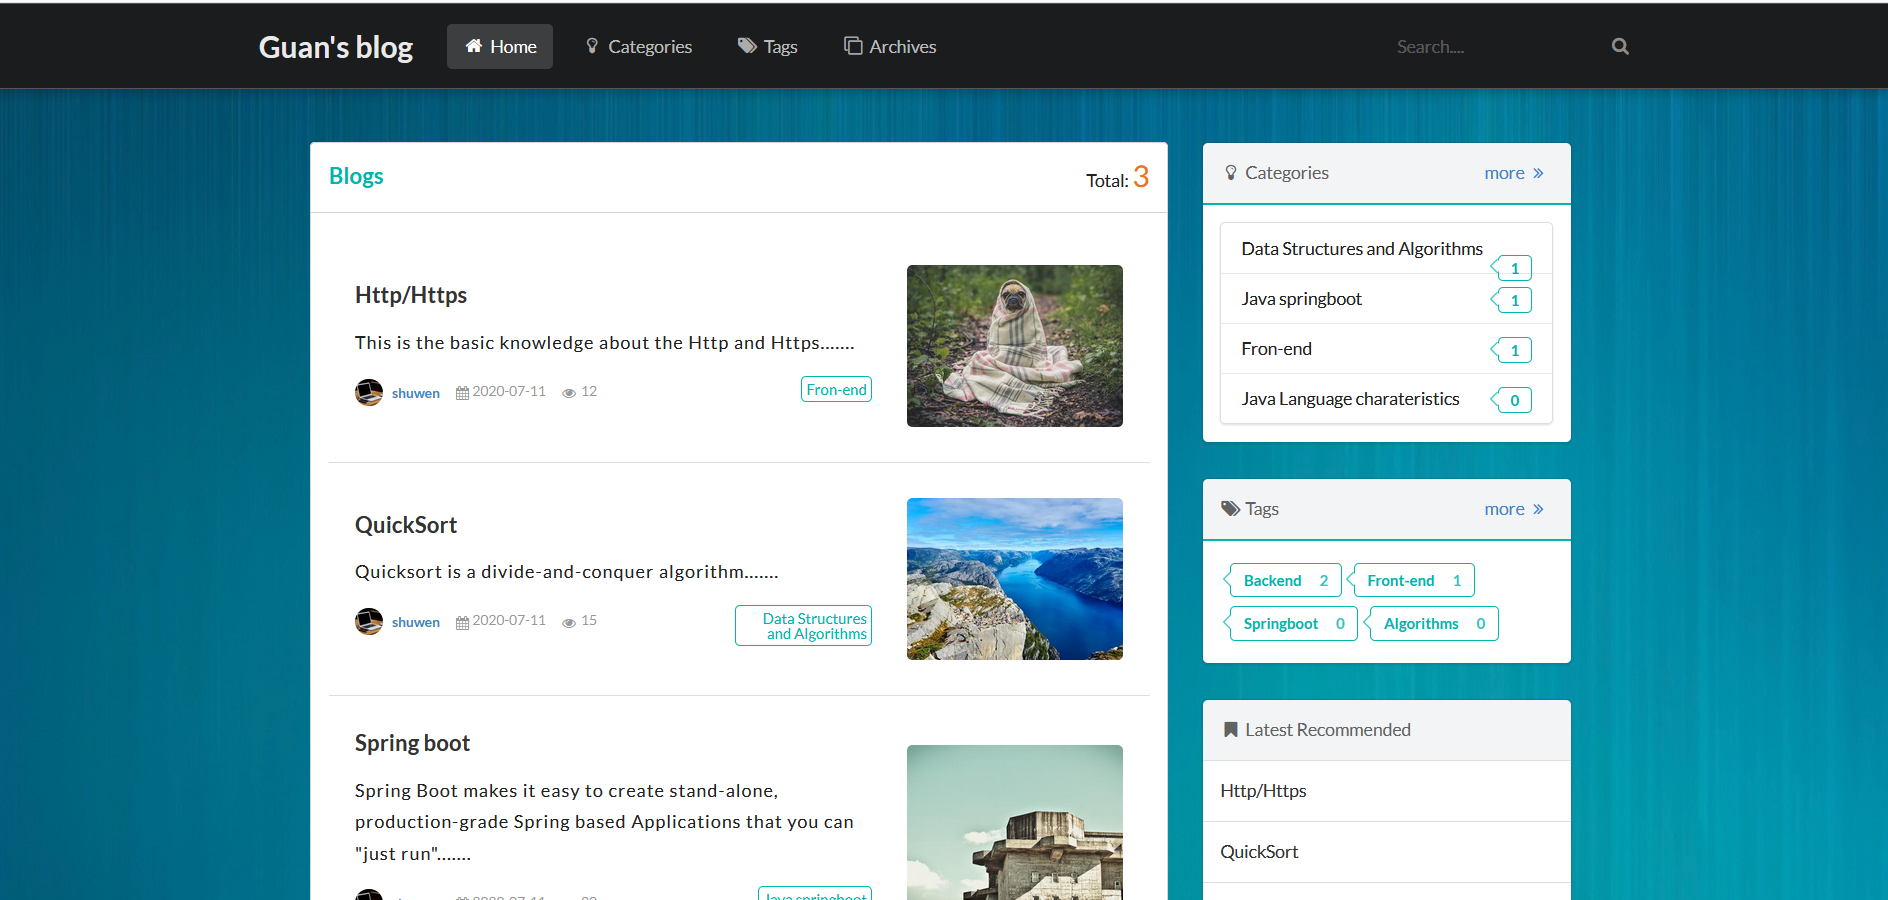 Guan's blog
Home
Categories
Tags
Archives
Search....
Blogs
Total: 3
Http/Https
This is the basic knowledge about the Http and Https.......
shuwen 2020-07-11 12
Fron-end
QuickSort
Quicksort is a divide-and-conquer algorithm.......
shuwen 2020-07-11 15
Data Structures
and Algorithms
Spring boot
Spring Boot makes it easy to create stand-alone,
production-grade Spring based Applications that you can
"just run".......
Java springboot
Categories
more
Data Structures and Algorithms 1
Java springboot 1
Fron-end 1
Java Language charateristics 0
Tags
more
Backend 2
Front-end 1
Springboot 0
Algorithms 0
Latest Recommended
Http/Https
QuickSort